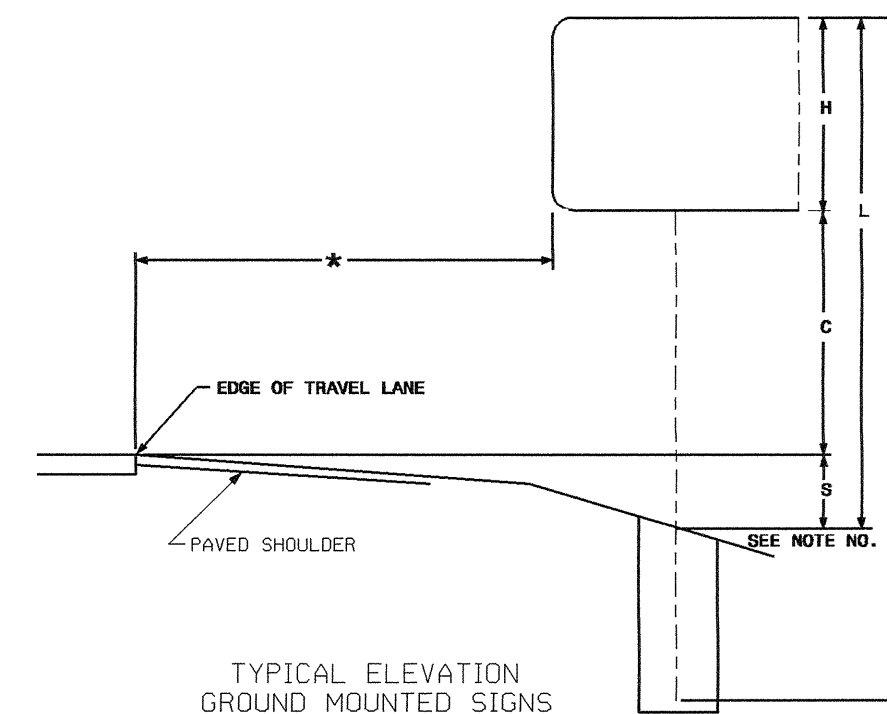 H
L
*
C
EDGE OF TRAVEL LANE
S
PAVED SHOULDER
SEE NOTE NO.
TYPICAL ELEVATION
GROUND MOUNTED SIGNS